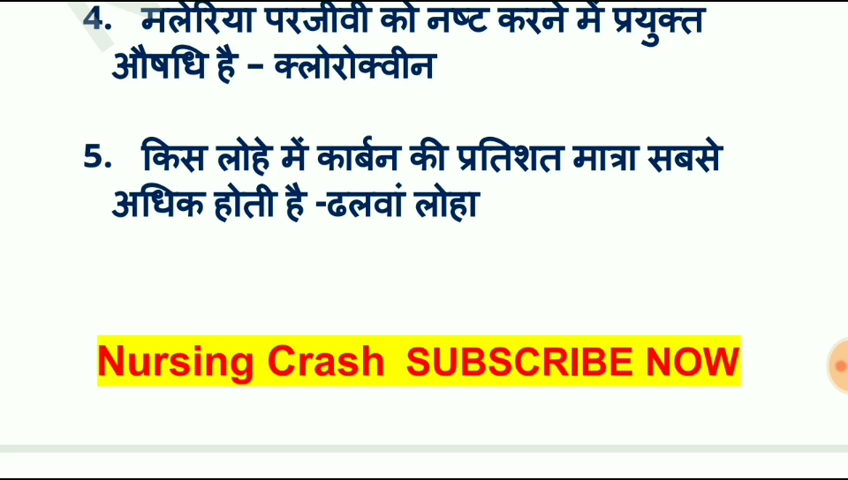 4. मलेरिया परजीवी को नष्ट करने में प्रयुक्त
औषधि है – क्लोरोक्वीन
5. किस लोहे में कार्बन की प्रतिशत मात्रा सबसे
अधिक होती है -ढलवां लोहा
Nursing Crash SUBSCRIBE NOW